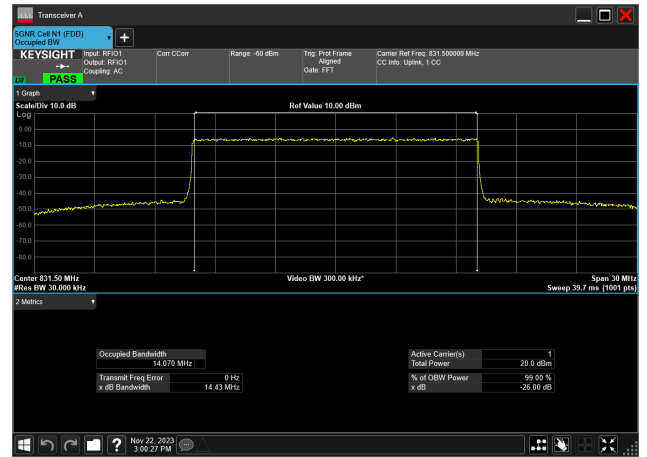 Transceiver A
5GNR Cell N1 (FDD)
Occupied BW
+
KEYSIGHT
Input: RFIO1
Output: RFIO1
Coupling: AC
Corr CCorr
Range: -60 dBm
Trig: Prot Frame
Aligned
Gate: FFT
Carrier Ref Freq: 831.500000 MHz
CC Info: Uplink, 1 CC
LXI
PASS
1 Graph
Scale/Div 10.0 dB
Ref Value 10.00 dBm
Log
0.00
-10.0
-20.0
-30.0
-40.0
-50.0
-60.0
-70.0
-80.0
Center 831.50 MHz
Video BW 300.00 kHz*
Span 30 MHz
#Res BW 30.000 kHz
Sweep 39.7 ms (1001 pts)
2 Metrics
Occupied Bandwidth
14.070 MHz
Transmit Freq Error 0 Hz
x dB Bandwidth 14.43 MHz
Active Carrier(s) 1
Total Power 20.0 dBm
% of OBW Power 99.00 %
x dB -26.00 dB
?
Nov 22, 2023
3:00:27 PM